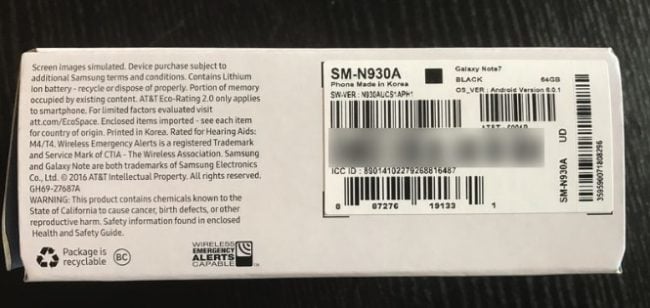 Screen images simulated. Device purchase subject to
additional Samsung terms and conditions. Contains Lithium
Ion battery - recycle or dispose of properly. Portion of memory
occupied by existing content. AT&T Eco-Rating 2.0 only applies
to smartphone. For limited factors evaluated visit
att.com/EcoSpace. Enclosed items imported - see each item
for country of origin. Printed in Korea. Rated for Hearing Aids:
M4/T4. Wireless Emergency Alerts is a registered Trademark
and Service Mark of CTIA - The Wireless Association. Samsung
and Galaxy Note are both trademarks of Samsung Electronics
Co., Ltd. © 2016 AT&T Intellectual Property. All rights reserved.
GH69-27687A
WARNING: This product contains chemicals known to the
State of California to cause cancer, birth defects, or other
reproductive harm. Safety information found in enclosed
Health and Safety Guide.
Package is
recyclable
BC
WIRELESS
EMERGENCY
ALERTS
CAPABLE
SM-N930A
Phone Made in Korea
SW-VER : N930AUCS1APH1
Galaxy Note7
BLACK 64GB
OS_VER : Android Version 6.0.1
ICC ID : 89014102279268816487
8 87276 19133 1
SM-N930A UD